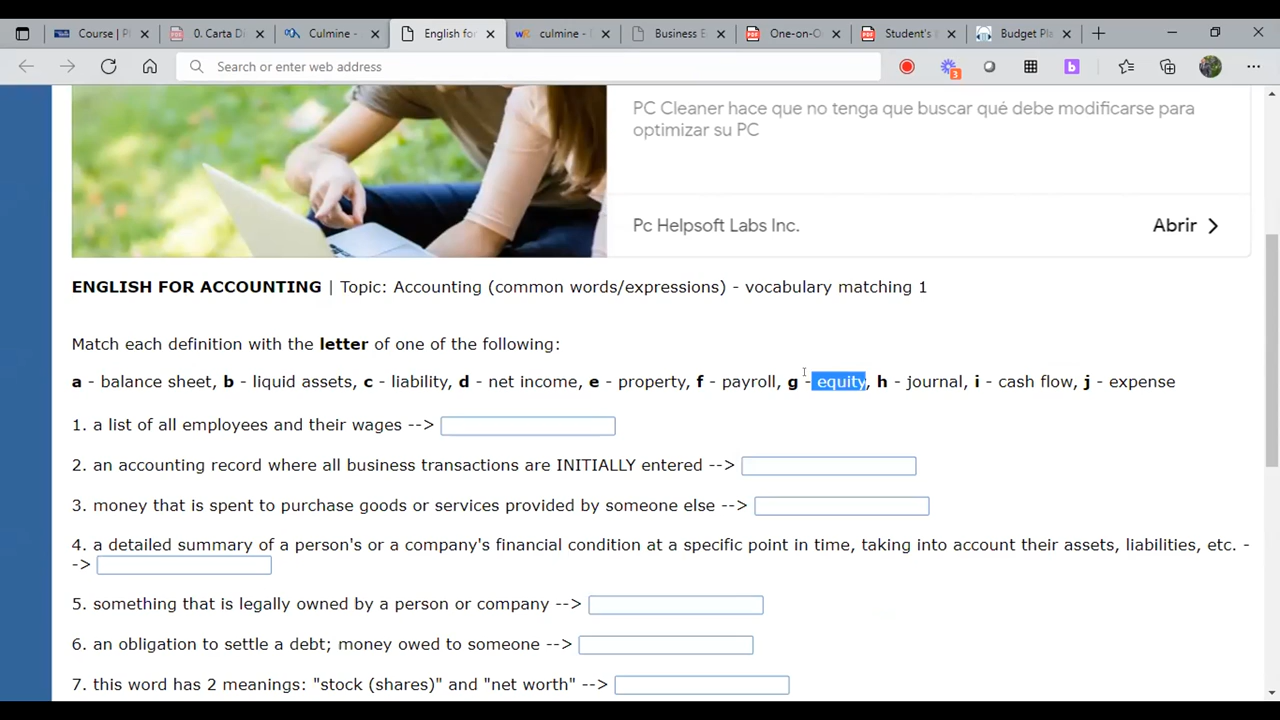 Course | Pl
0. Carta Di
Culmine -
English for
culmine -
Business E
One-on-O
Student's
Budget Pla
Search or enter web address
3
b
PC Cleaner hace que no tenga que buscar qué debe modificarse para
optimizar su PC
Pc Helpsoft Labs Inc.
Abrir
ENGLISH FOR ACCOUNTING | Topic: Accounting (common words/expressions) - vocabulary matching 1
Match each definition with the letter of one of the following:
a - balance sheet, b - liquid assets, c - liability, d - net income, e - property, f - payroll, g - equity, h - journal, i - cash flow, j - expense
1. a list of all employees and their wages -->
2. an accounting record where all business transactions are INITIALLY entered -->
3. money that is spent to purchase goods or services provided by someone else -->
4. a detailed summary of a person's or a company's financial condition at a specific point in time, taking into account their assets, liabilities, etc. -
->
5. something that is legally owned by a person or company -->
6. an obligation to settle a debt; money owed to someone -->
7. this word has 2 meanings: "stock (shares)" and "net worth" -->